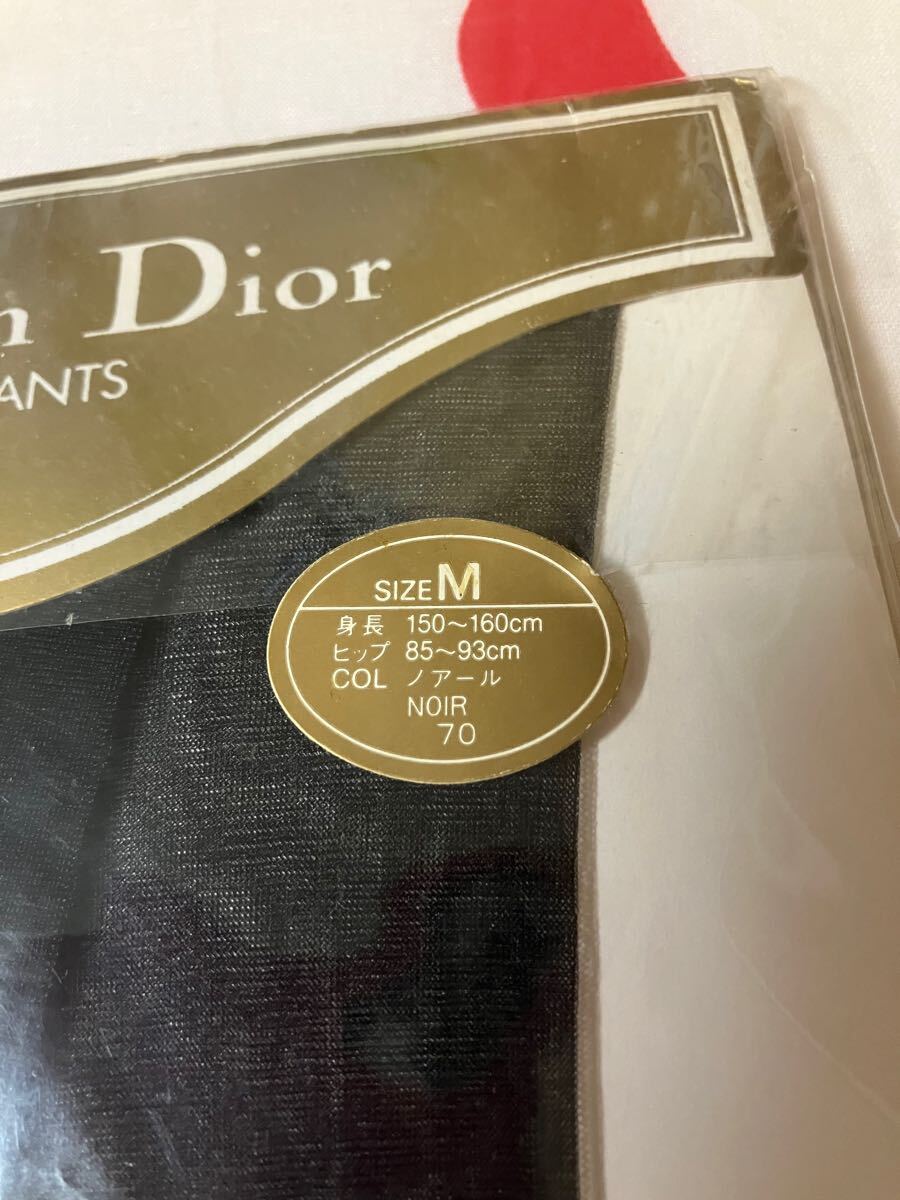 n Dior
ANTS
SIZE M
身長 150～160cm
ヒップ 85～93cm
COL ノアール
NOIR
70